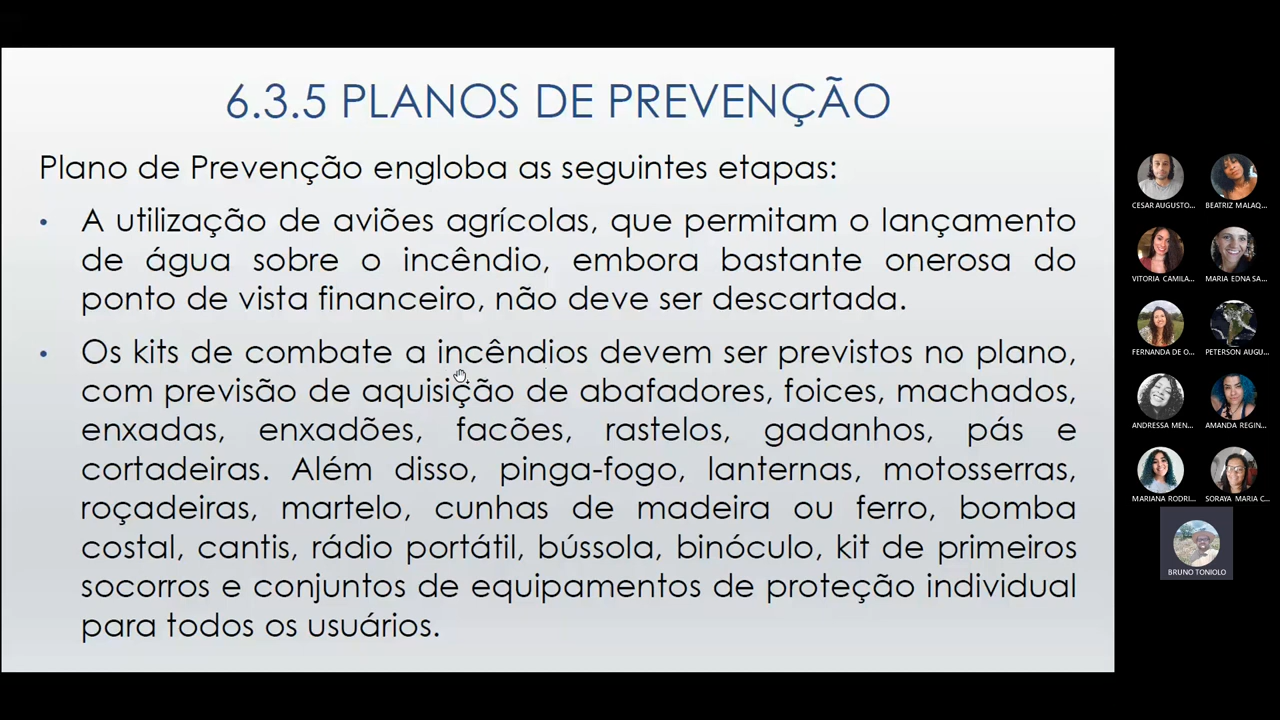 6.3.5 PLANOS DE PREVENÇÃO
Plano de Prevenção engloba as seguintes etapas:
• A utilização de aviões agrícolas, que permitam o lançamento
de água sobre o incêndio, embora bastante onerosa do
ponto de vista financeiro, não deve ser descartada.
• Os kits de combate a incêndios devem ser previstos no plano,
com previsão de aquisição de abafadores, foices, machados,
enxadas, enxadões, facões, rastelos, gadanhos, pás e
cortadeiras. Além disso, pinga-fogo, lanternas, motosserras,
roçadeiras, martelo, cunhas de madeira ou ferro, bomba
costal, cantis, rádio portátil, bússola, binóculo, kit de primeiros
socorros e conjuntos de equipamentos de proteção individual
para todos os usuários.
CESAR AUGUSTO... BEATRIZ MALAQ...
VITORIA CAMILA... MARIA EDNA SA...
FERNANDA DE O... PETERSON AUGU...
ANDRESSA MEN... AMANDA REGIN...
MARIANA RODRI... SORAYA MARIA C...
BRUNO TONIOLO